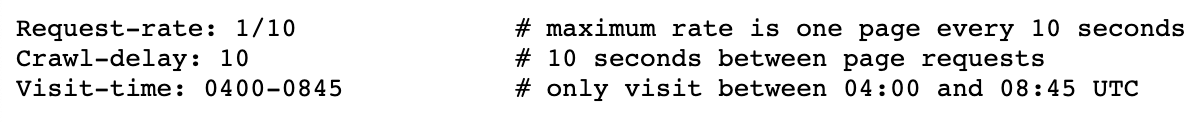 Request-rate: 1/10 # maximum rate is one page every 10 seconds
Crawl-delay: 10 # 10 seconds between page requests
Visit-time: 0400-0845 # only visit between 04:00 and 08:45 UTC